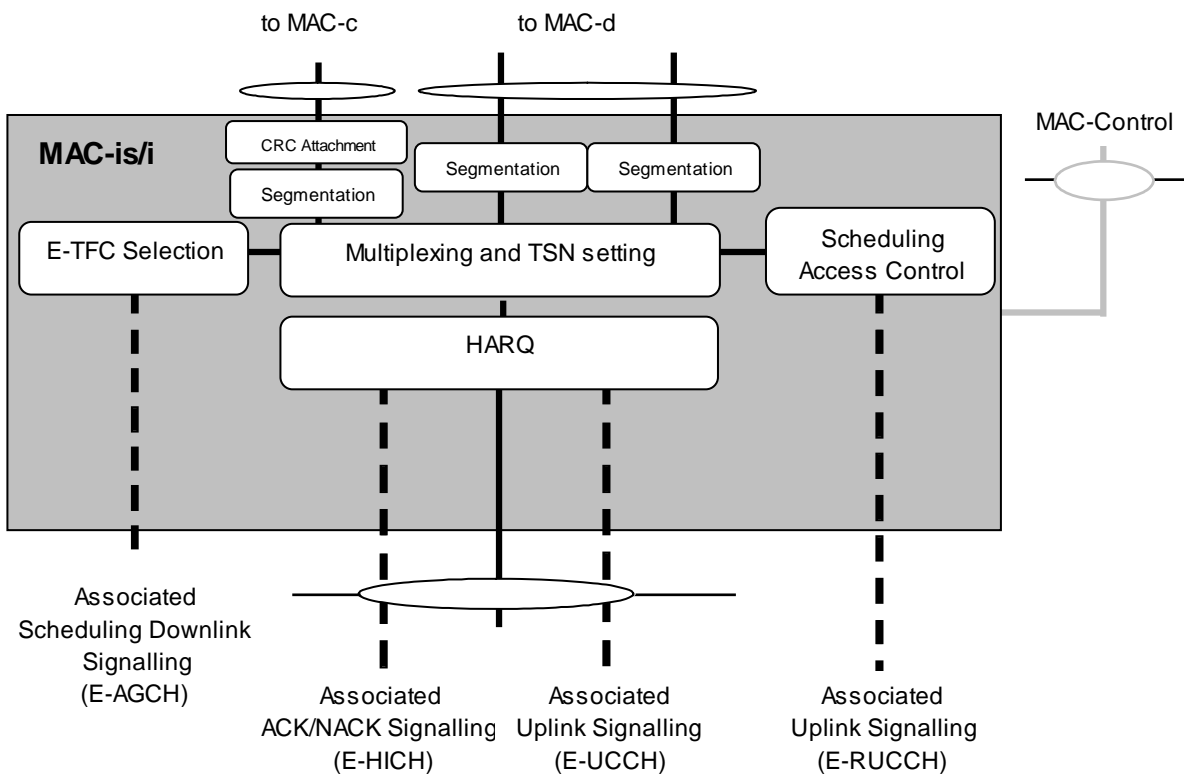 to MAC-c
to MAC-d
MAC-Control
MAC-is/i
CRC Attachment
Segmentation
Segmentation
Segmentation
E-TFC Selection
Multiplexing and TSN setting
Scheduling
Access Control
HARQ
Associated
Scheduling Downlink
Signalling
(E-AGCH)
Associated
ACK/NACK Signalling
(E-HICH)
Associated
Uplink Signalling
(E-UCCH)
Associated
Uplink Signalling
(E-RUCCH)